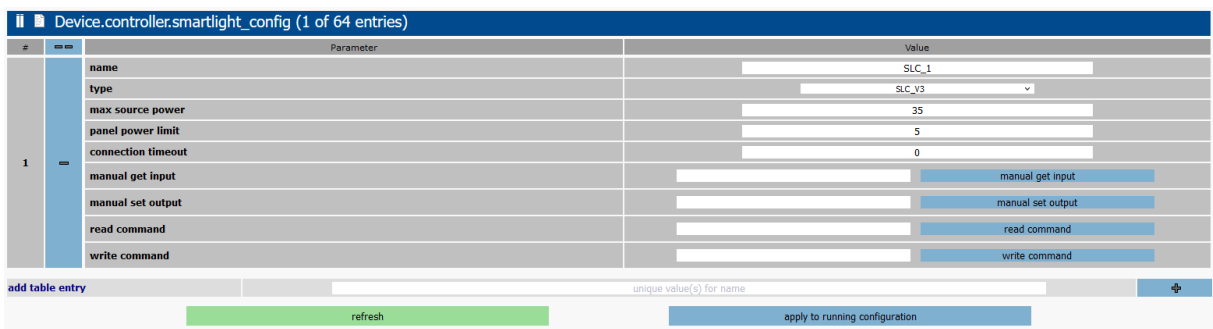 Device.controller.smartlight_config (1 of 64 entries)
# Parameter Value
1
name SLC_1
type SLC_V3
max source power 35
panel power limit 5
connection timeout 0
manual get input manual get input
manual set output manual set output
read command read command
write command write command
add table entry unique value(s) for name
refresh apply to running configuration